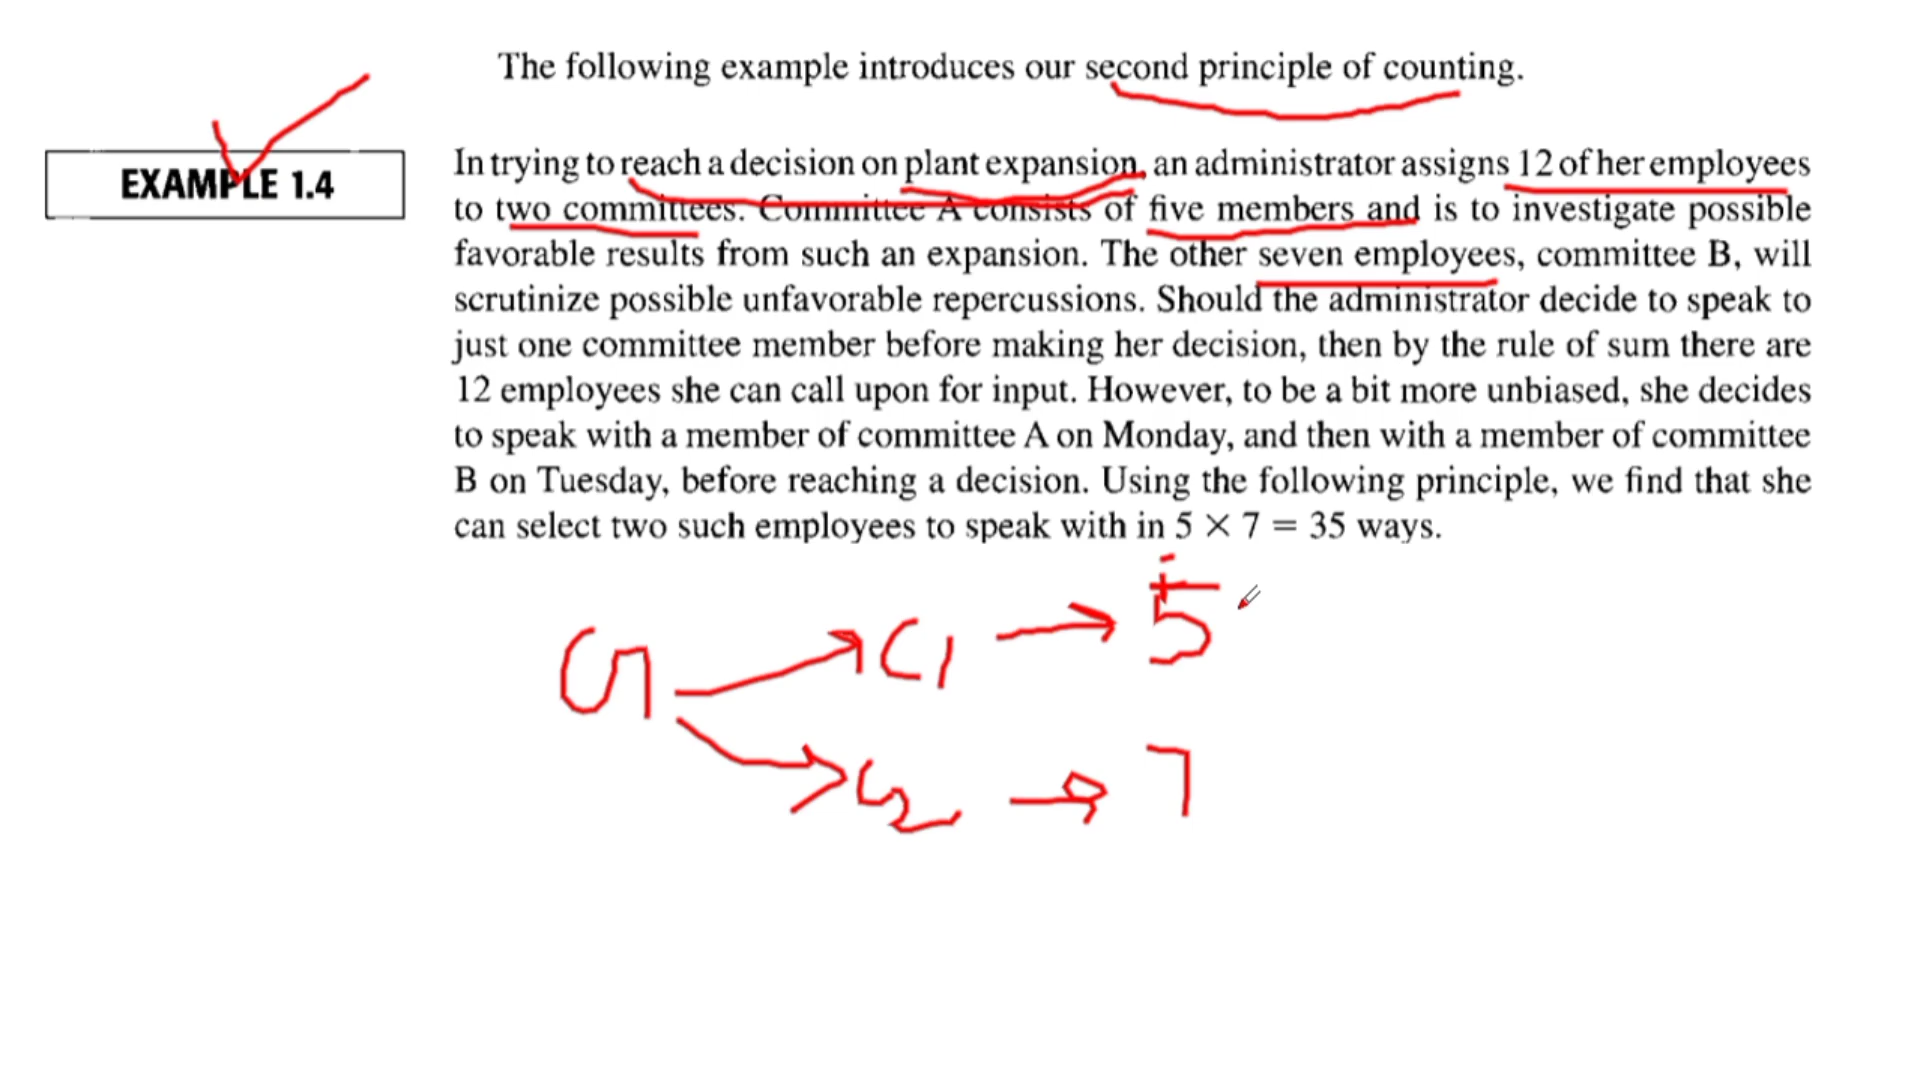 The following example introduces our second principle of counting.
EXAMPLE 1.4
In trying to reach a decision on plant expansion, an administrator assigns 12 of her employees
to two committees. Committee A consists of five members and is to investigate possible
favorable results from such an expansion. The other seven employees, committee B, will
scrutinize possible unfavorable repercussions. Should the administrator decide to speak to
just one committee member before making her decision, then by the rule of sum there are
12 employees she can call upon for input. However, to be a bit more unbiased, she decides
to speak with a member of committee A on Monday, and then with a member of committee
B on Tuesday, before reaching a decision. Using the following principle, we find that she
can select two such employees to speak with in 5 × 7 = 35 ways.
C1 → 5
C2 → 7